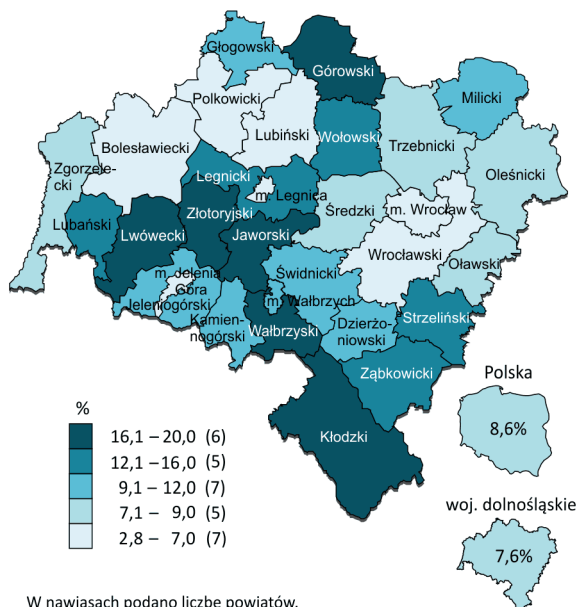 Głogowski
Górowski
Polkowicki
Milicki
Lubiński
Wołowski
Trzebnicki
Bolesławiecki
Zgorzele-
cki
Legnicki
Oleśnicki
m. Legnica
Lubański
Złotoryjski
Średzki
m. Wrocław
Lwówecki
Jaworski
Wrocławski
Oławski
m. Jelenia
Góra
Świdnicki
Jeleniogórski
m. Wałbrych
Kamien-
nogórski
Wałbrzyski
Dzierżo-
niowski
Strzeliński
Ząbkowicki
Kłodzki
Polska
8,6%
woj. dolnośląskie
7,6%
%
16,1 – 20,0 (6)
12,1 – 16,0 (5)
9,1 – 12,0 (7)
7,1 – 9,0 (5)
2,8 – 7,0 (7)
W nawiasach podano liczbę powiatów.